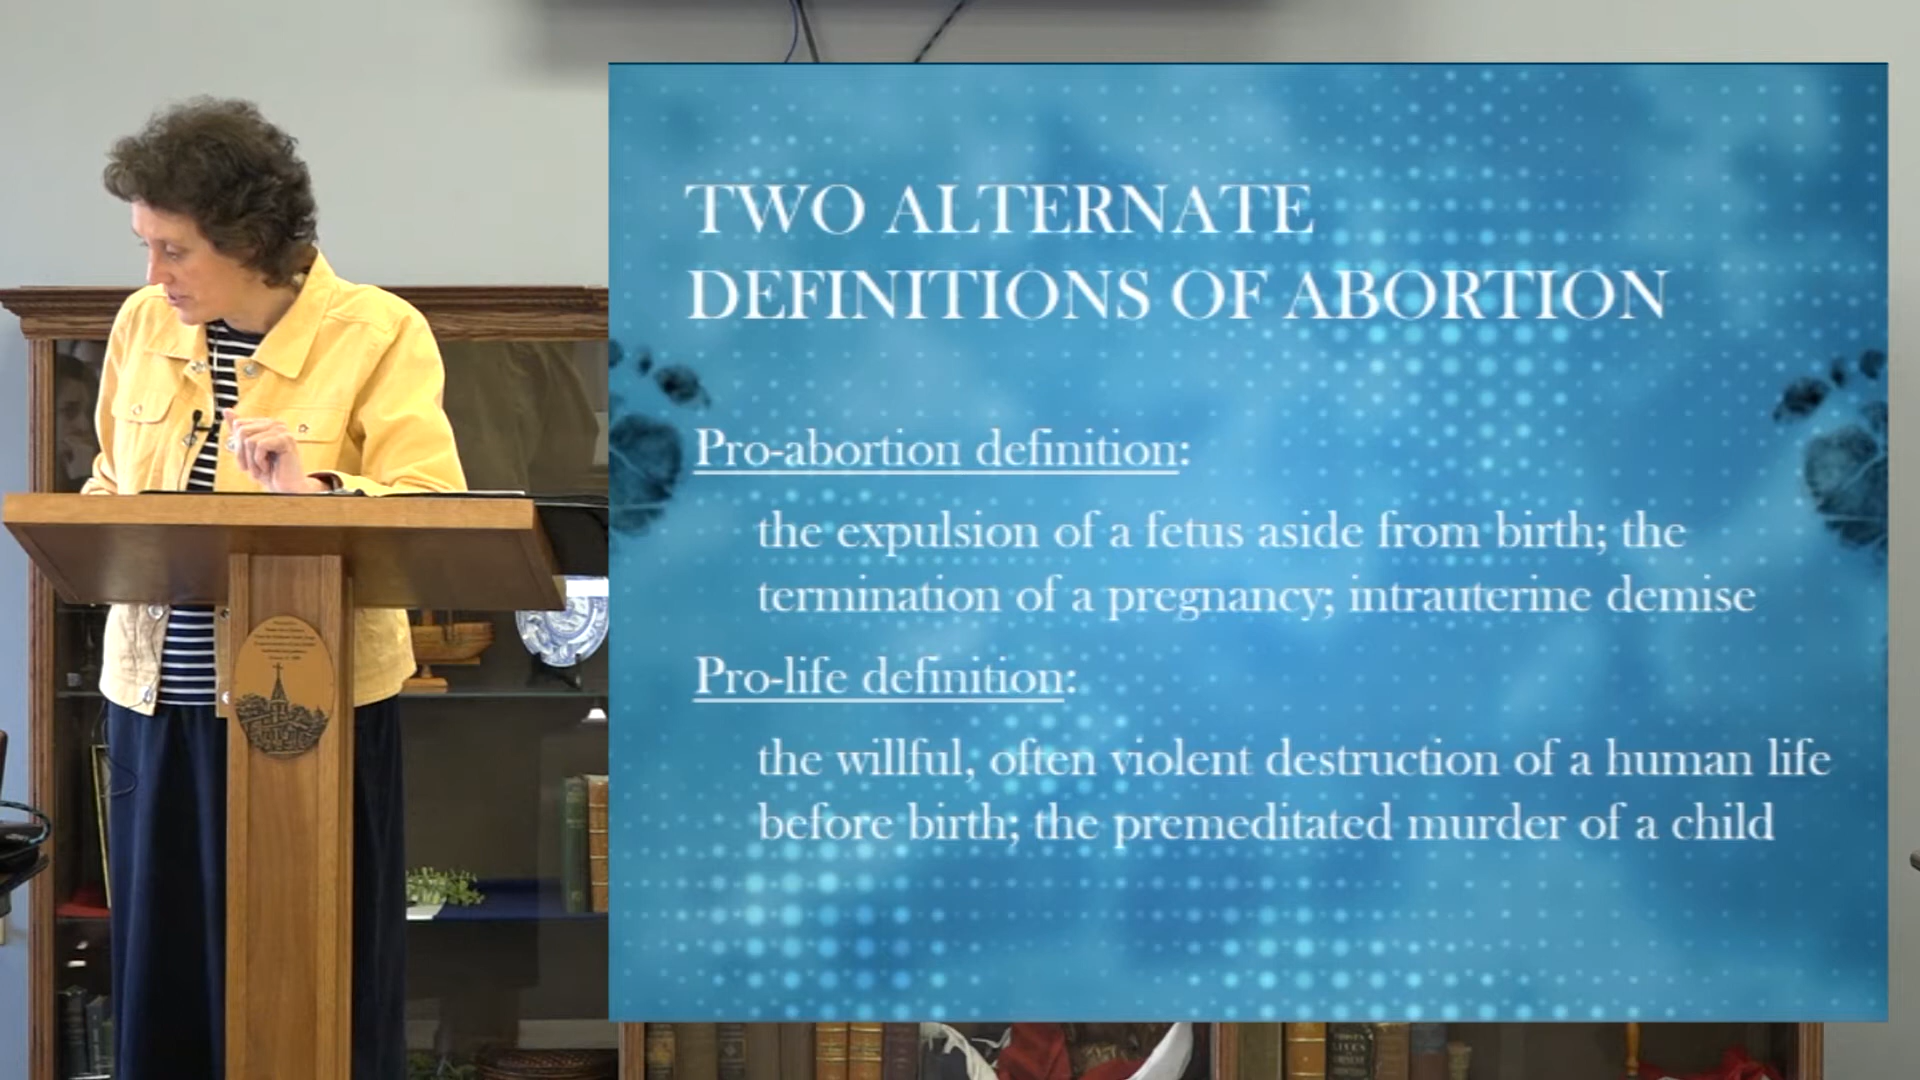 TWO ALTERNATE
DEFINITIONS OF ABORTION
Pro-abortion definition:
the expulsion of a fetus aside from birth; the
termination of a pregnancy; intrauterine demise
Pro-life definition:
the willful, often violent destruction of a human life
before birth; the premeditated murder of a child